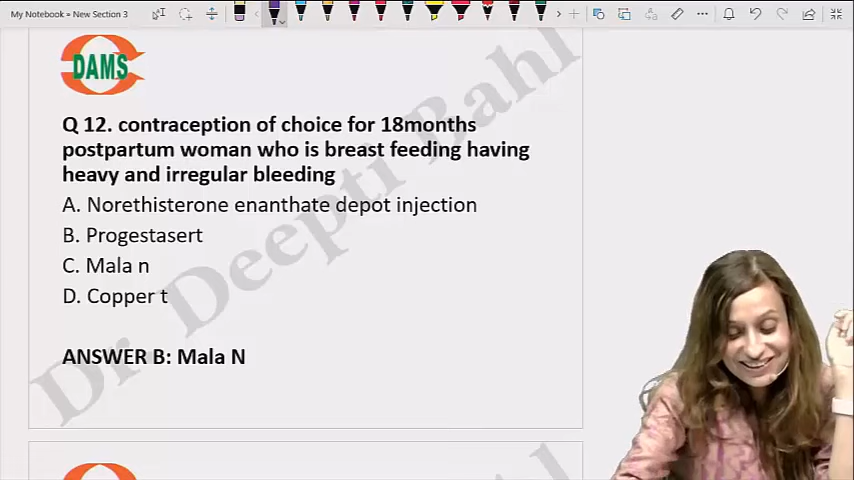 My Notebook » New Section 3
DAMS
Q 12. contraception of choice for 18months
postpartum woman who is breast feeding having
heavy and irregular bleeding
A. Norethisterone enanthate depot injection
B. Progestasert
C. Mala n
D. Copper t
ANSWER B: Mala N
Dr. Deepti Bahl
Bahl